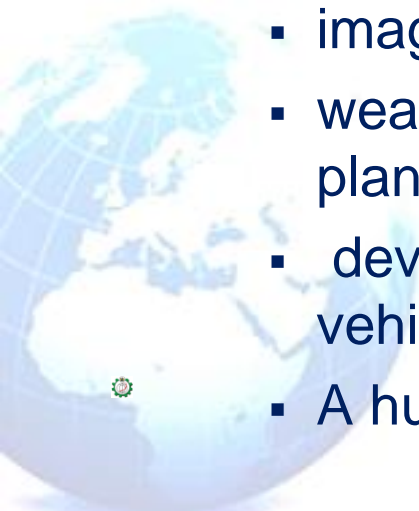 ▪ imag
▪ wea
plan
▪ dev
vehi
▪ A hu